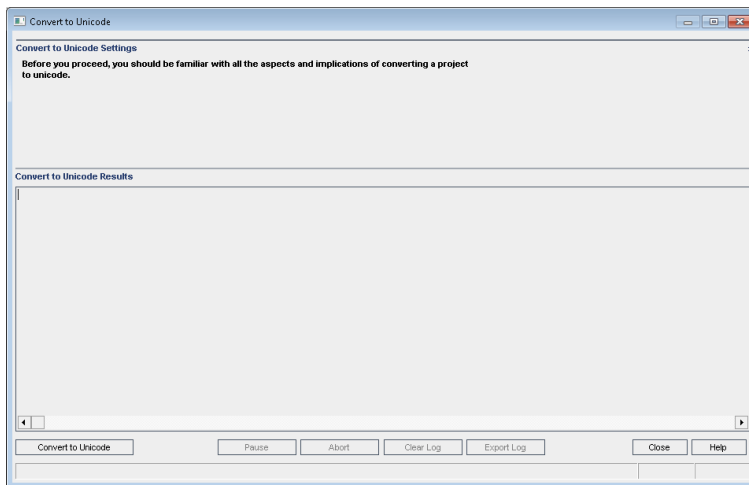 Convert to Unicode
Convert to Unicode Settings
Before you proceed, you should be familiar with all the aspects and implications of converting a project
to unicode.
Convert to Unicode Results
Convert to Unicode Pause Abort Clear Log Export Log Close Help